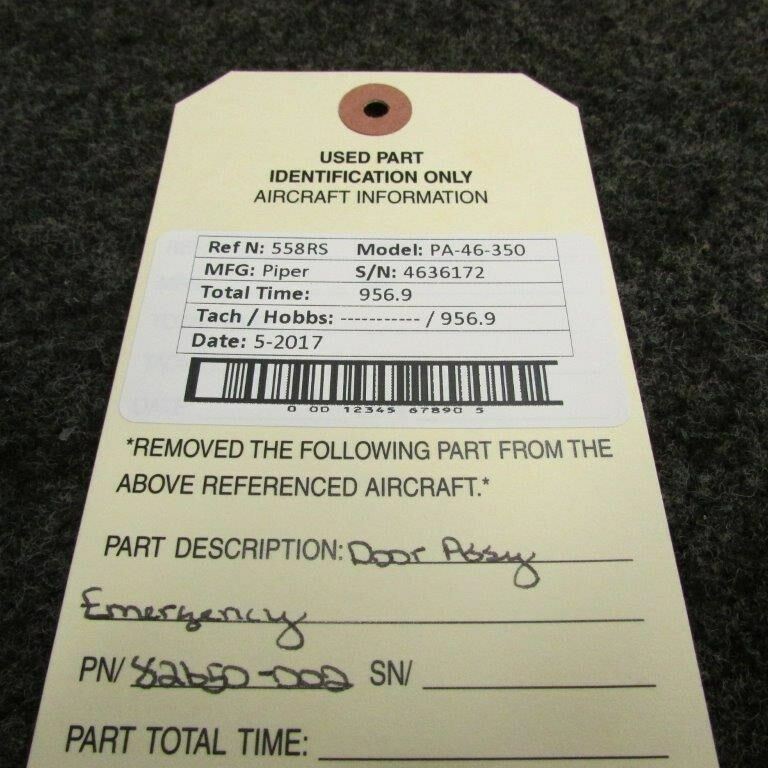 USED PART
IDENTIFICATION ONLY
AIRCRAFT INFORMATION
Ref N: 558RS Model: PA-46-350
MFG: Piper S/N: 4636172
Total Time: 956.9
Tach / Hobbs: ----------- / 956.9
Date: 5-2017
0 00 12345 67890 5
*REMOVED THE FOLLOWING PART FROM THE
ABOVE REFERENCED AIRCRAFT.*
PART DESCRIPTION: Door Assy
Emergency
PN/ 82650-002 SN/
PART TOTAL TIME: